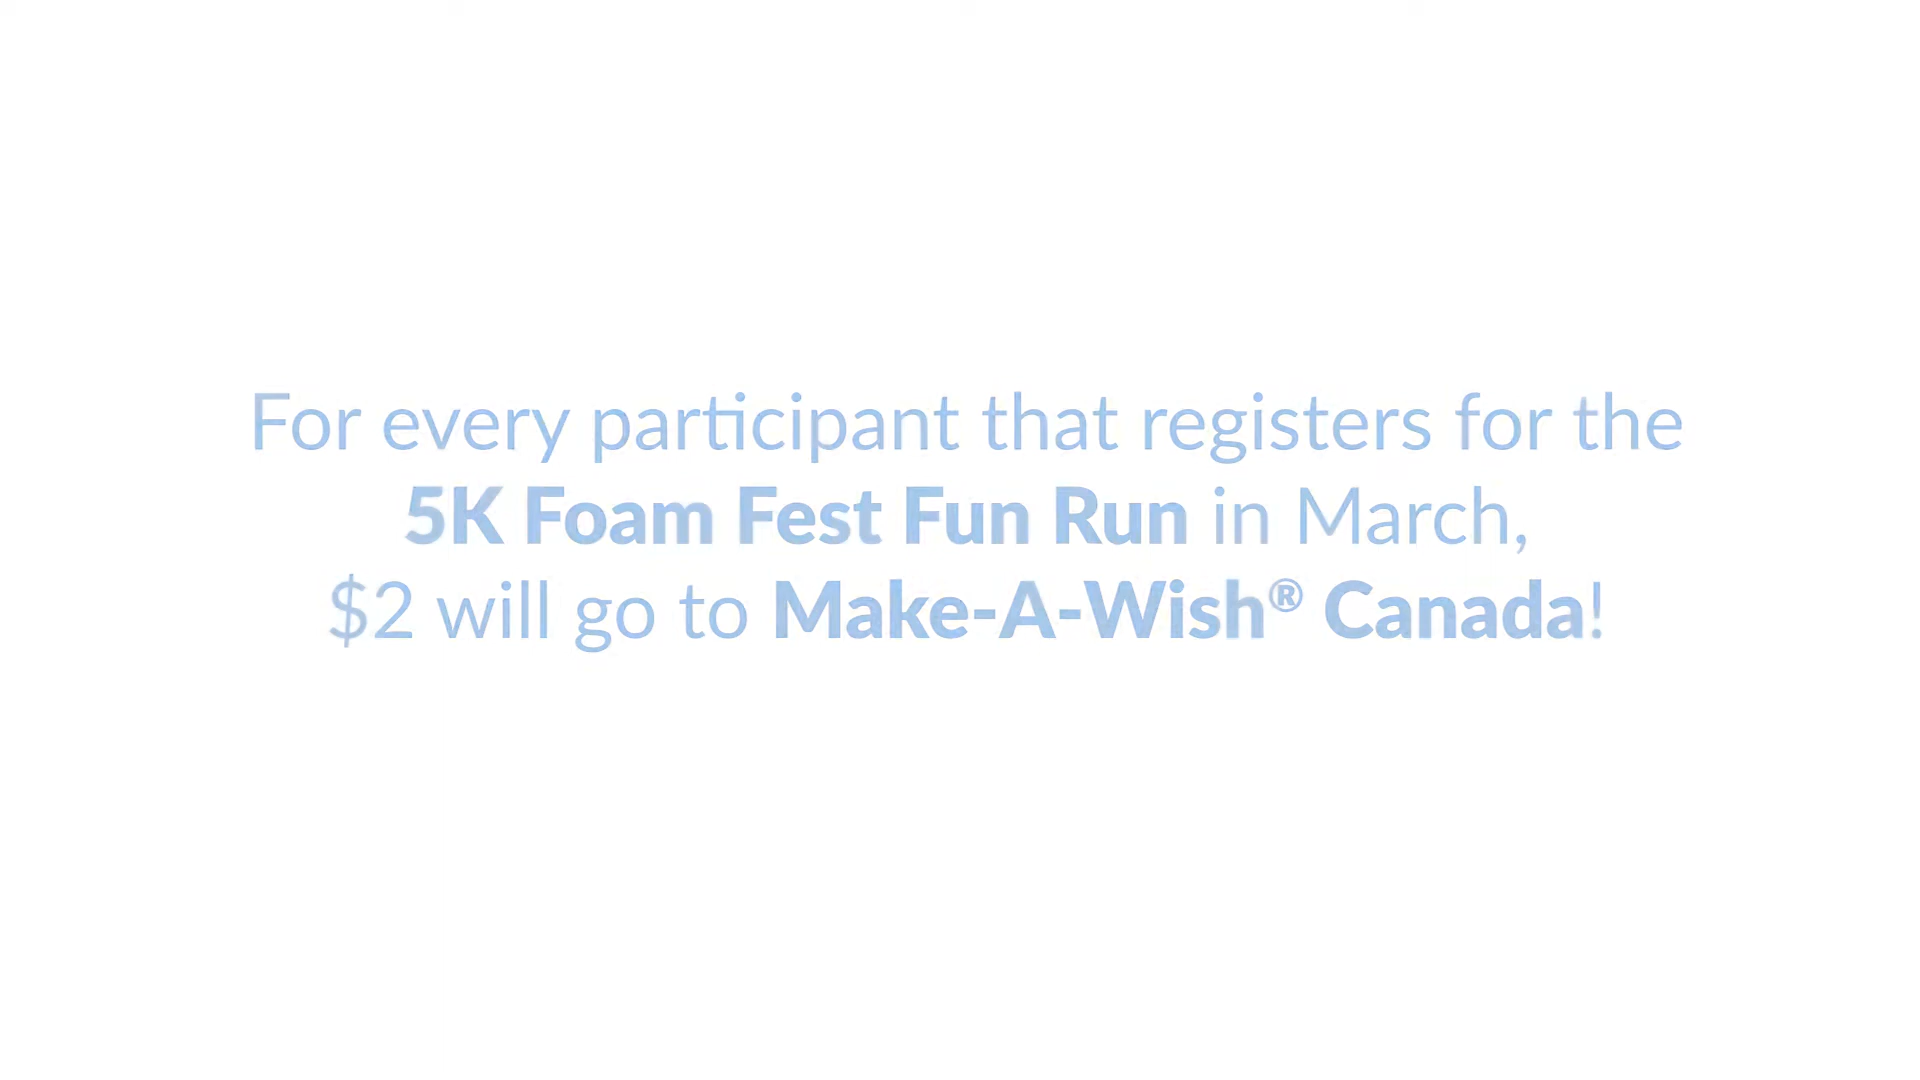 For every participant that registers for the
5K Foam Fest Fun Run in March,
$2 will go to Make-A-Wish® Canada!